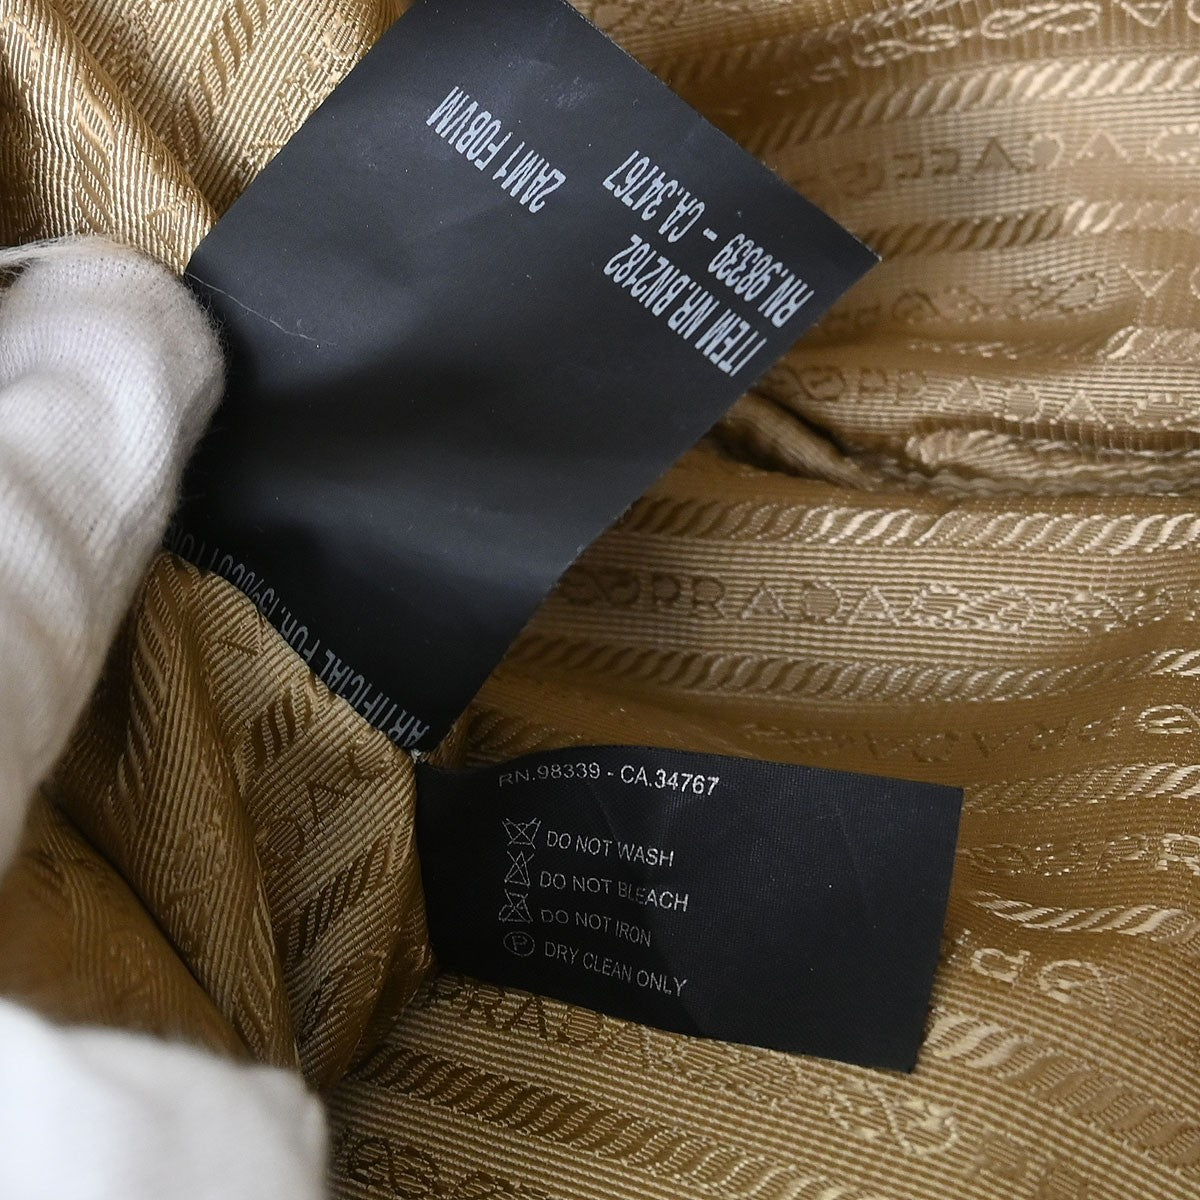 RN.98339 - CA.34767
ITEM NR.BN2182
2AM1 F0BVM
ARTIFICIAL FUR.
RN.98339 - CA.34767
DO NOT WASH
DO NOT BLEACH
DO NOT IRON
P DRY CLEAN ONLY
PRADA
PRADA
PRADA